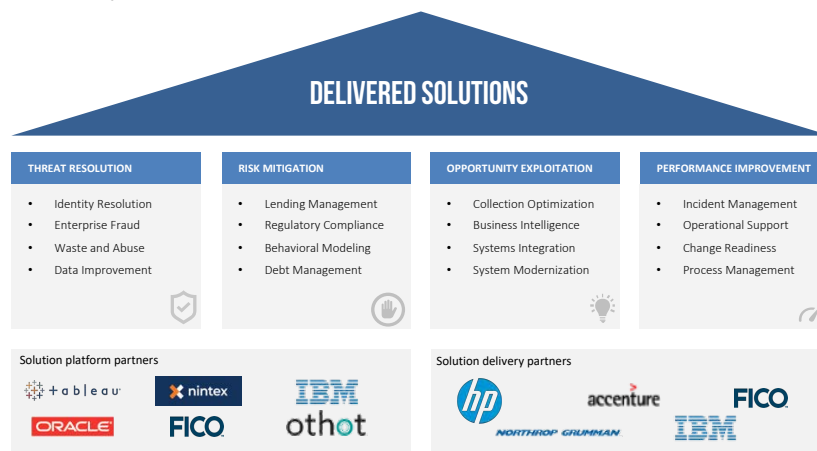 DELIVERED SOLUTIONS
THREAT RESOLUTION
• Identity Resolution
• Enterprise Fraud
• Waste and Abuse
• Data Improvement
RISK MITIGATION
• Lending Management
• Regulatory Compliance
• Behavioral Modeling
• Debt Management
OPPORTUNITY EXPLOITATION
• Collection Optimization
• Business Intelligence
• Systems Integration
• System Modernization
PERFORMANCE IMPROVEMENT
• Incident Management
• Operational Support
• Change Readiness
• Process Management
Solution platform partners
+ableau
nintex
IBM
ORACLE
FICO
othot
Solution delivery partners
hp
accenture
FICO
NORTHROP GRUMMAN
IBM